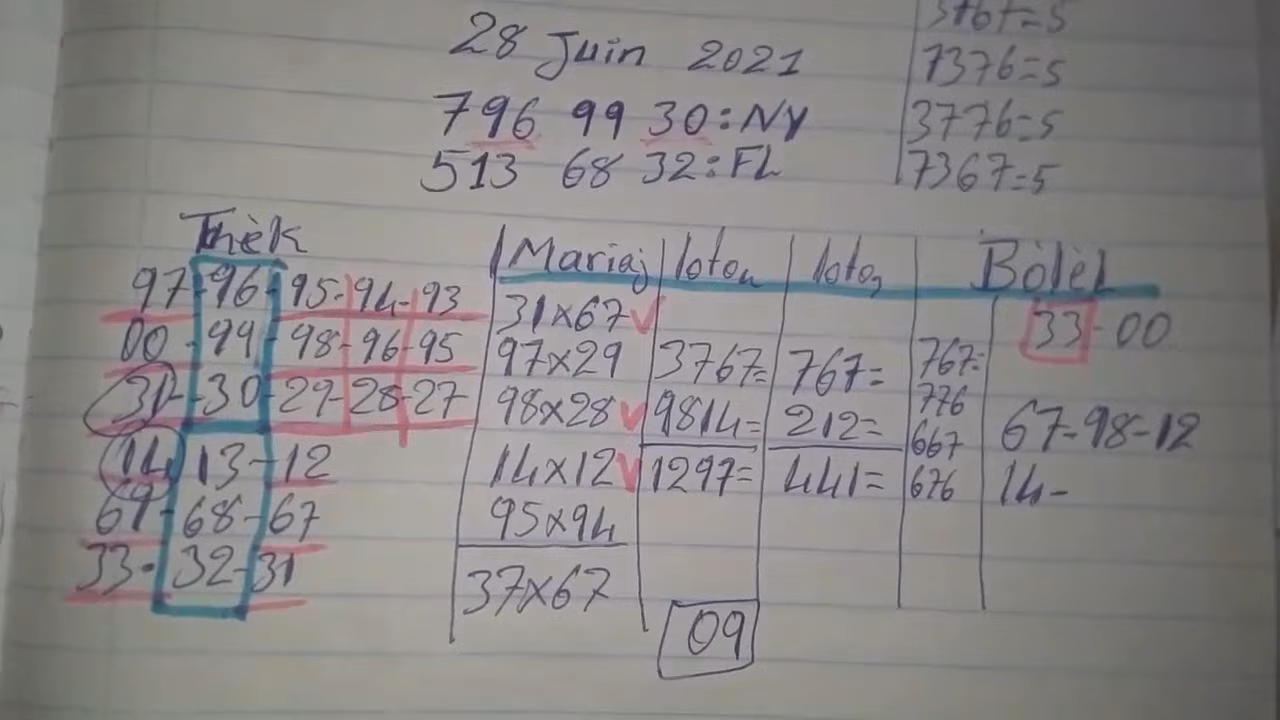 28 Juin 2021
796 99 30:NY
513 68 32:FL
3767=5
7376=5
3776=5
7367=5
Thèk
97-96-95-94-93
00-99-98-96-95
31-30-29-28-27
14 13-12
69-68-67
33-32-31
Mariaj
31x67
97x29
98x28
14x12
95x94
37x67
loto4
3767=
9814=
1297=
09
loto3
767=
212=
441=
767=
776
667
676
Bòlèt
33-00
67-98-12
14-